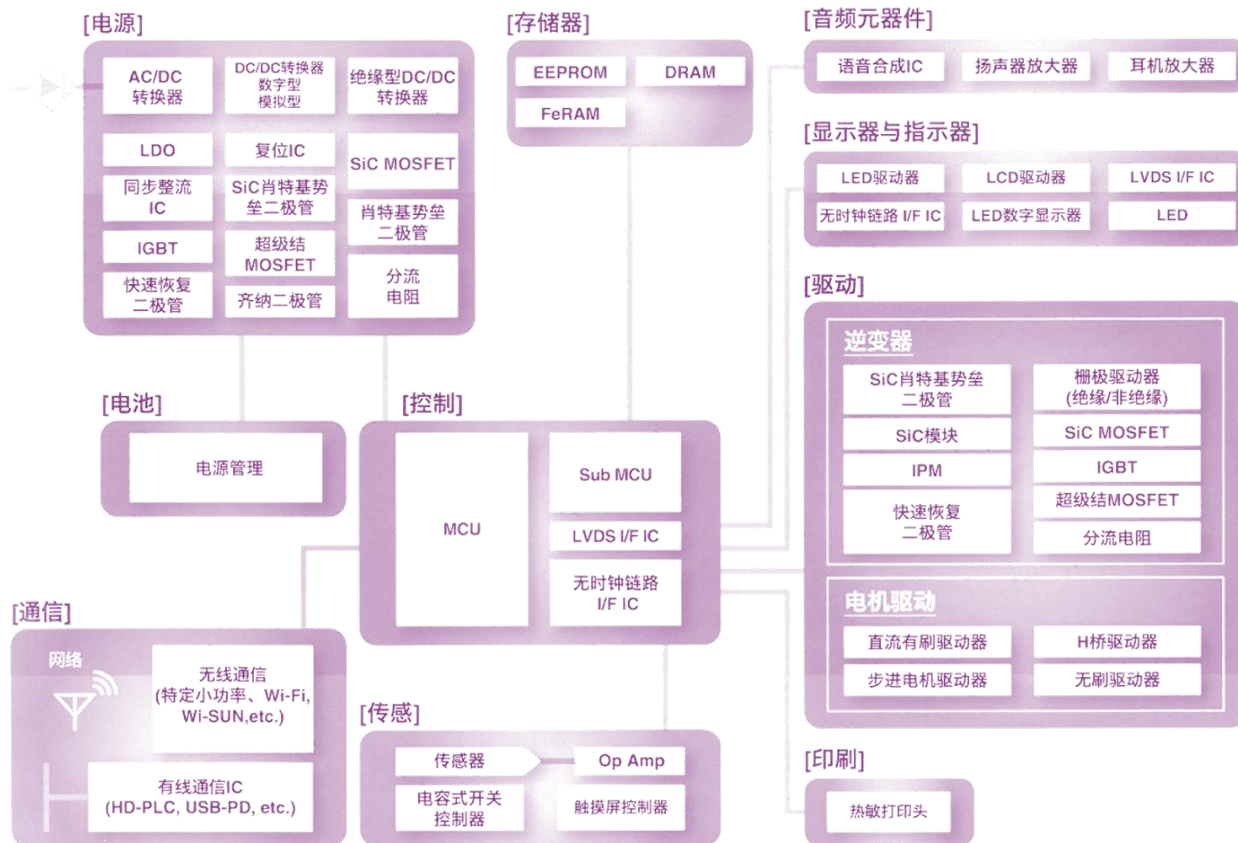 [电源]
AC/DC
转换器
DC/DC转换器
数字型
模拟型
绝缘型DC/DC
转换器
LDO
复位IC
SiC MOSFET
同步整流
IC
SiC肖特基势
垒二极管
肖特基势垒
二极管
IGBT
超级结
MOSFET
分流
电阻
快速恢复
二极管
齐纳二极管
[存储器]
EEPROM
DRAM
FeRAM
[音频元器件]
语音合成IC
扬声器放大器
耳机放大器
[显示器与指示器]
LED驱动器
LCD驱动器
LVDS I/F IC
无时钟链路 I/F IC
LED数字显示器
LED
[电池]
电源管理
[控制]
MCU
Sub MCU
LVDS I/F IC
无时钟链路
I/F IC
[驱动]
逆变器
SiC肖特基势垒
二极管
栅极驱动器
(绝缘/非绝缘)
SiC模块
SiC MOSFET
IPM
IGBT
快速恢复
二极管
超级结MOSFET
分流电阻
电机驱动
直流有刷驱动器
H桥驱动器
步进电机驱动器
无刷驱动器
[通信]
网络
无线通信
(特定小功率、Wi-Fi,
Wi-SUN,etc.)
有线通信IC
(HD-PLC, USB-PD, etc.)
[传感]
传感器
Op Amp
电容式开关
控制器
触摸屏控制器
[印刷]
热敏打印头